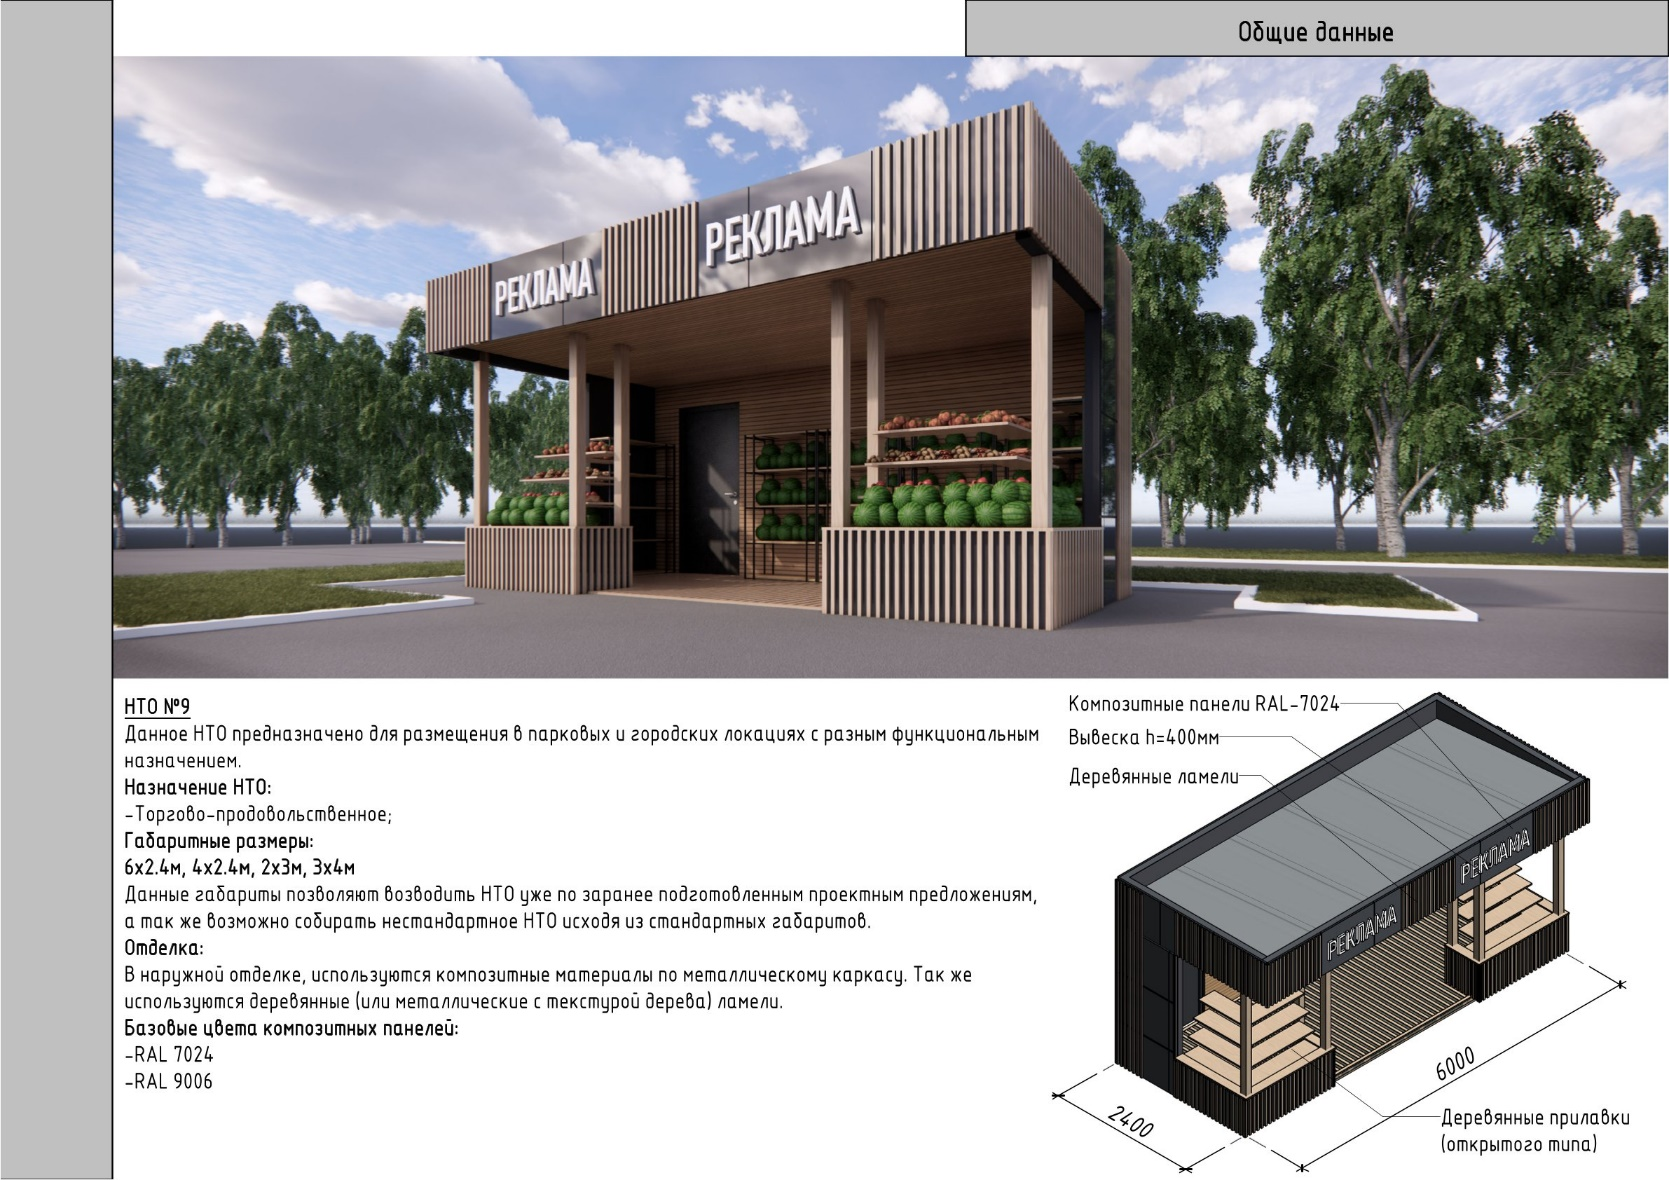 Общие данные
РЕКЛАМА
РЕКЛАМА
НТО №9
Данное НТО предназначено для размещения в парковых и городских локациях с разным функциональным
назначением.
Назначение НТО:
-Торгово-продовольственное;
Габаритные размеры:
6х2.4м, 4х2.4м, 2х3м, 3х4м
Данные габариты позволяют возводить НТО уже по заранее подготовленным проектным предложениям,
а так же возможно собирать нестандартное НТО исходя из стандартных габаритов.
Отделка:
В наружной отделке, используются композитные материалы по металлическому каркасу. Так же
используются деревянные (или металлические с текстурой дерева) ламели.
Базовые цвета композитных панелей:
-RAL 7024
-RAL 9006
Композитные панели RAL-7024
Вывеска h=400мм
Деревянные ламели
РЕКЛАМА
РЕКЛАМА
6000
2400
Деревянные прилавки
(открытого типа)